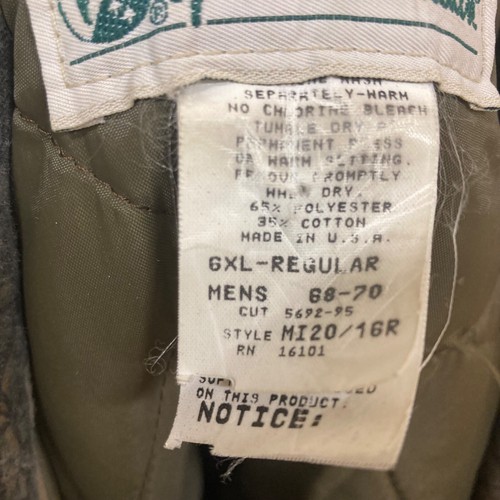 ®
SEPARATELY-WARM
NO CHLORINE BLEACH
TUMBLE DRY
PERMANENT PRESS
OR WARM SETTING.
REMOVE PROMPTLY
WHEN DRY.
65% POLYESTER
35% COTTON
MADE IN U.S.A.
6XL-REGULAR
MENS 68-70
CUT 5692-95
STYLE MI20/16R
RN 16101
ON THIS PRODUCT.
NOTICE: